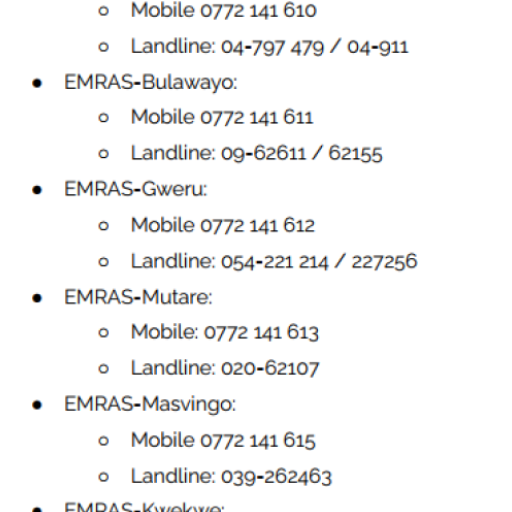 ○ Mobile 0772 141 610
○ Landline: 04-797 479 / 04-911
● EMRAS-Bulawayo:
○ Mobile 0772 141 611
○ Landline: 09-62611 / 62155
● EMRAS-Gweru:
○ Mobile 0772 141 612
○ Landline: 054-221 214 / 227256
● EMRAS-Mutare:
○ Mobile: 0772 141 613
○ Landline: 020-62107
● EMRAS-Masvingo:
○ Mobile 0772 141 615
○ Landline: 039-262463
● EMRAS-Kwekwe: